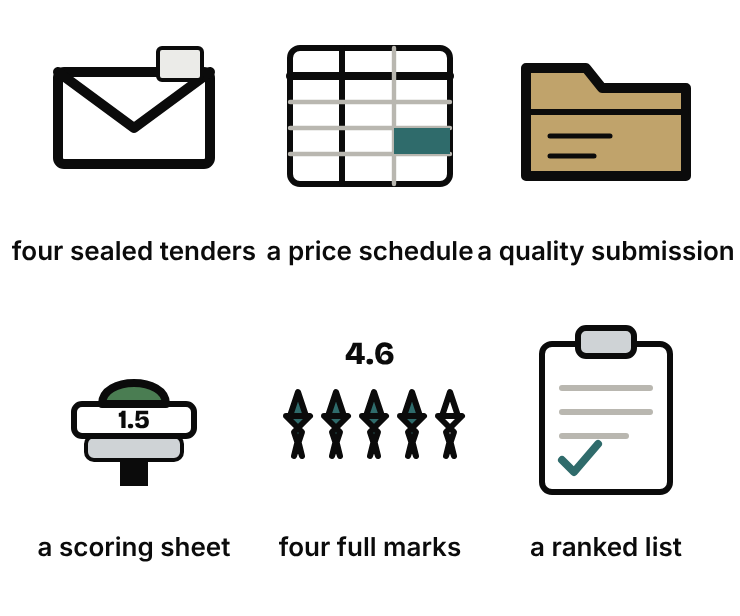 four sealed tenders
a price schedule
a quality submission
1.5
4.6
a scoring sheet
four full marks
a ranked list